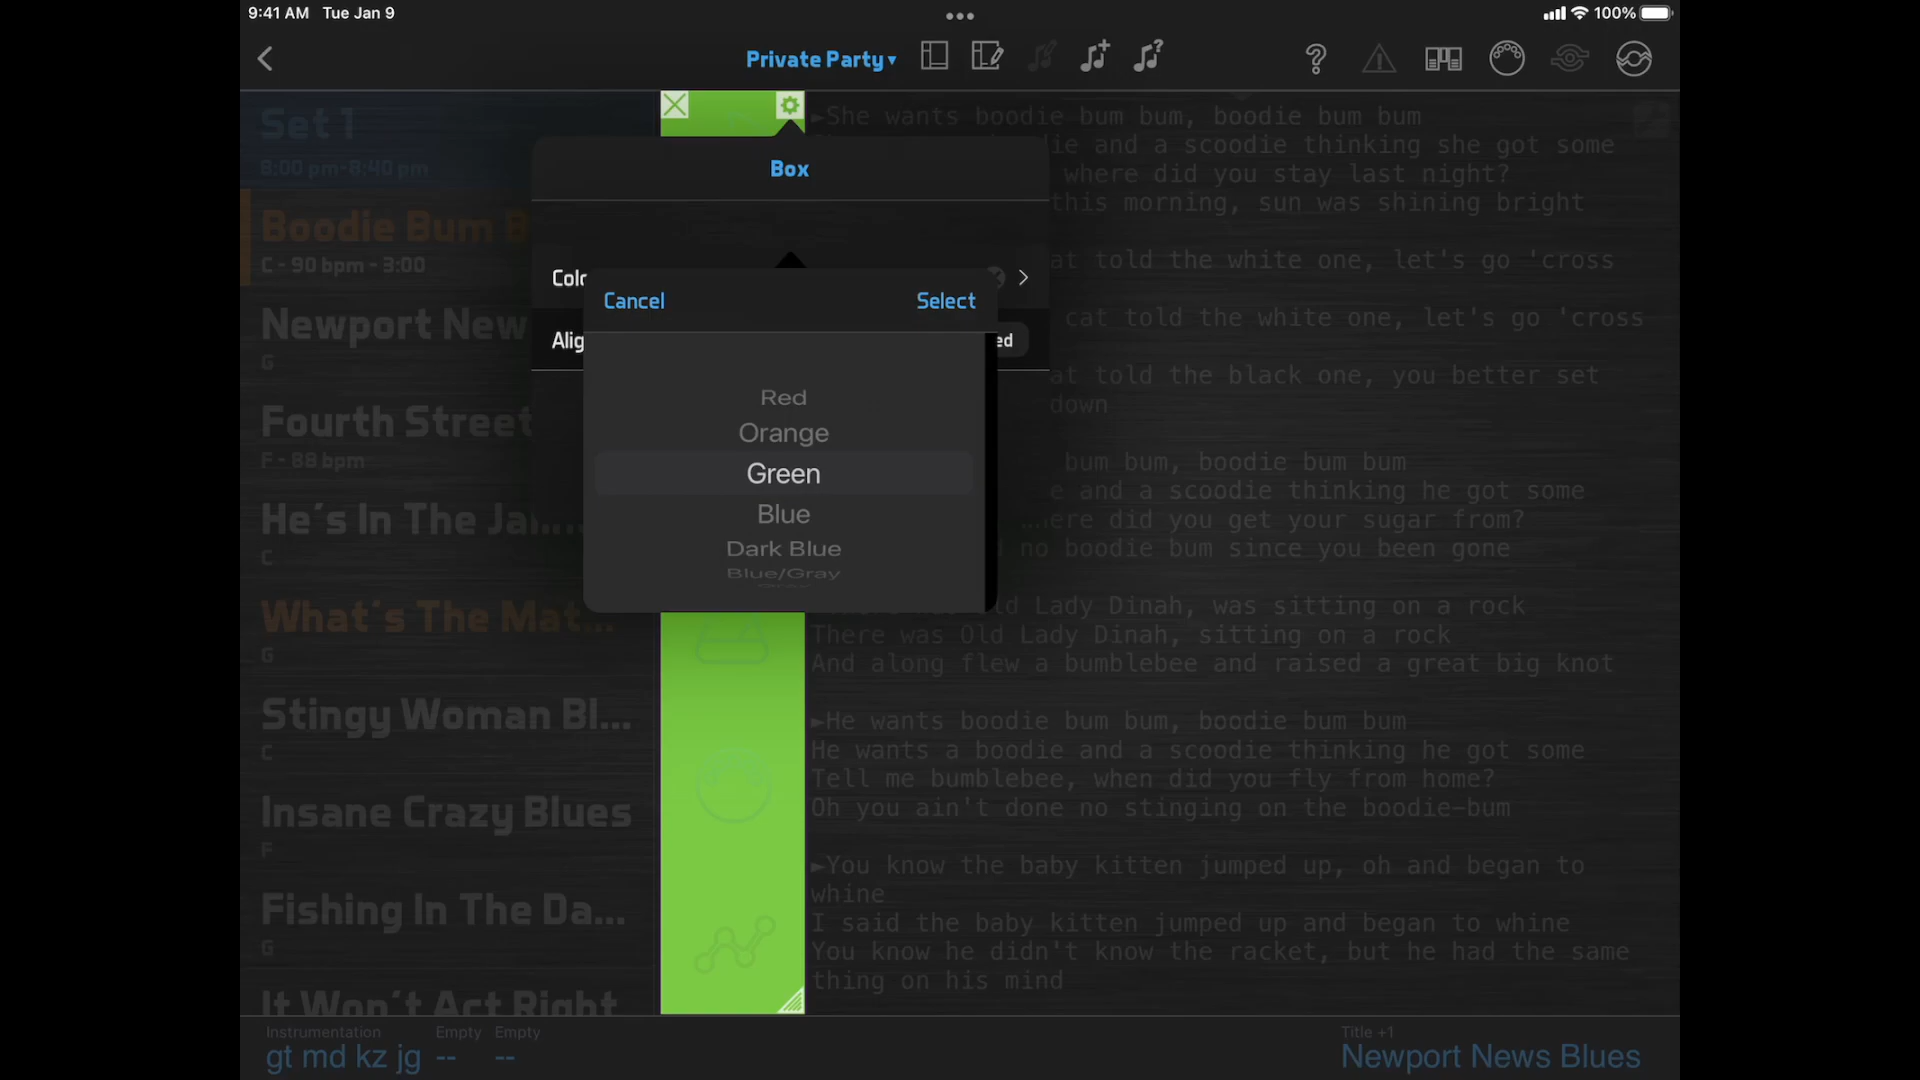 9:41 AM Tue Jan 9
100%
Private Party ▾
Set 1
8:00 pm-8:40 pm
Boodie Bum B
C - 90 bpm - 3:00
Newport New
G
Fourth Street
F - 88 bpm
He's In The Ja...
C
What's The Mat...
G
Stingy Woman Bl...
C
Insane Crazy Blues
F
Fishing In The Da...
G
It Won't Act Right
Box
Colo
Alig
ed
Cancel
Select
Red
Orange
Green
Blue
Dark Blue
Blue/Gray
►She wants boodie bum bum, boodie bum bum
ie and a scoodie thinking she got some
where did you stay last night?
this morning, sun was shining bright
at told the white one, let's go 'cross
cat told the white one, let's go 'cross
at told the black one, you better set
down
bum bum, boodie bum bum
e and a scoodie thinking he got some
here did you get your sugar from?
no boodie bum since you been gone
ld Lady Dinah, was sitting on a rock
There was Old Lady Dinah, sitting on a rock
And along flew a bumblebee and raised a great big knot
►He wants boodie bum bum, boodie bum bum
He wants a boodie and a scoodie thinking he got some
Tell me bumblebee, when did you fly from home?
Oh you ain't done no stinging on the boodie-bum
►You know the baby kitten jumped up, oh and began to
whine
I said the baby kitten jumped up and began to whine
You know he didn't know the racket, but he had the same
thing on his mind
Instrumentation
gt md kz jg
Empty
--
Empty
--
Title +1
Newport News Blues